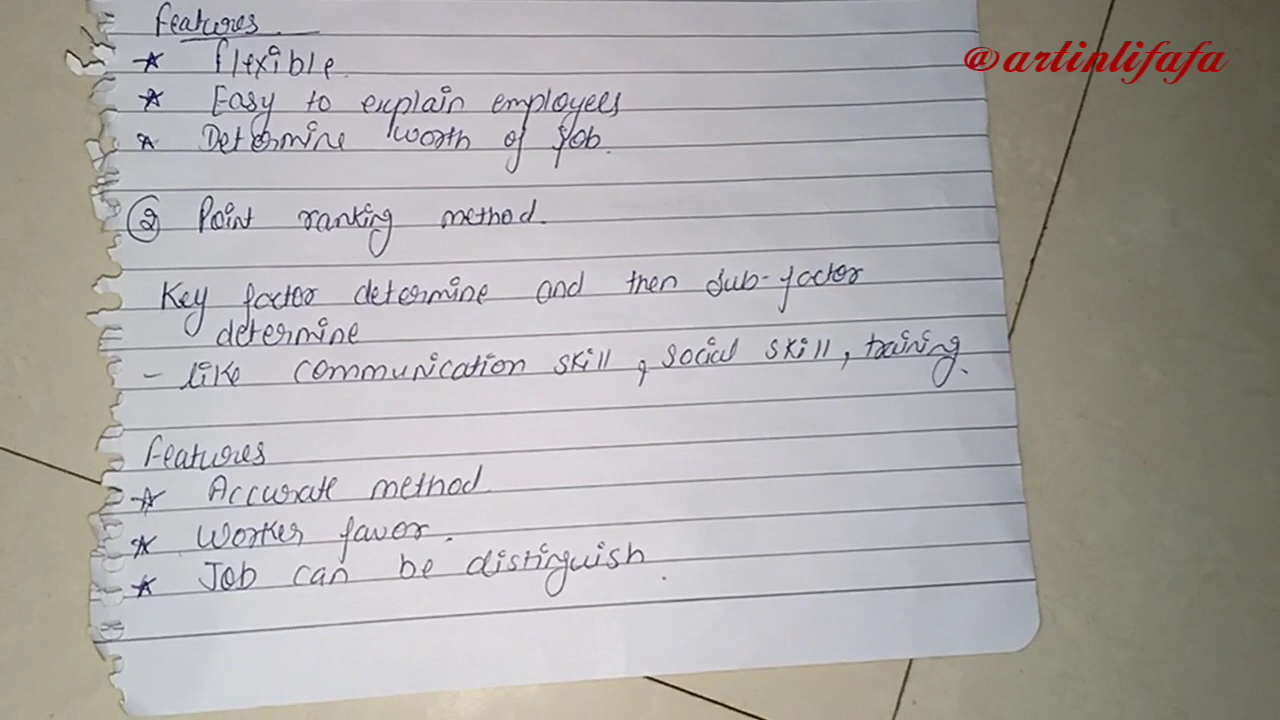 @artinlifafa
Features
* flexible.
* Easy to explain employees
* Determine worth of job.
② Point ranking method.
Key factor determine and then sub-factor
determine
- like communication skill, social skill, training.
Features
* Accurate method
* Worker favor.
* Job can be distinguish.